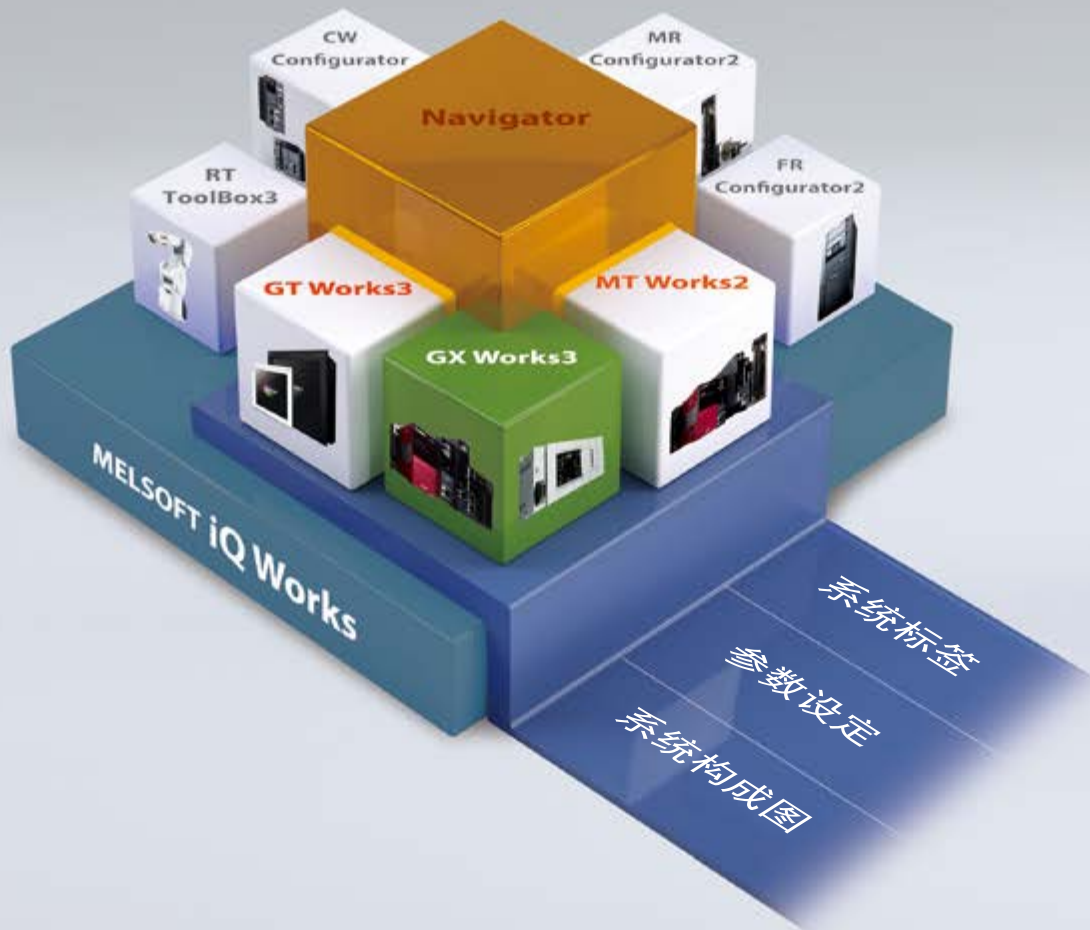 CW
Configurator
MR
Configurator2
Navigator
RT
ToolBox3
FR
Configurator2
GT Works3
MT Works2
GX Works3
MELSOFT iQ Works
系统标签
参数设定
系统构成图